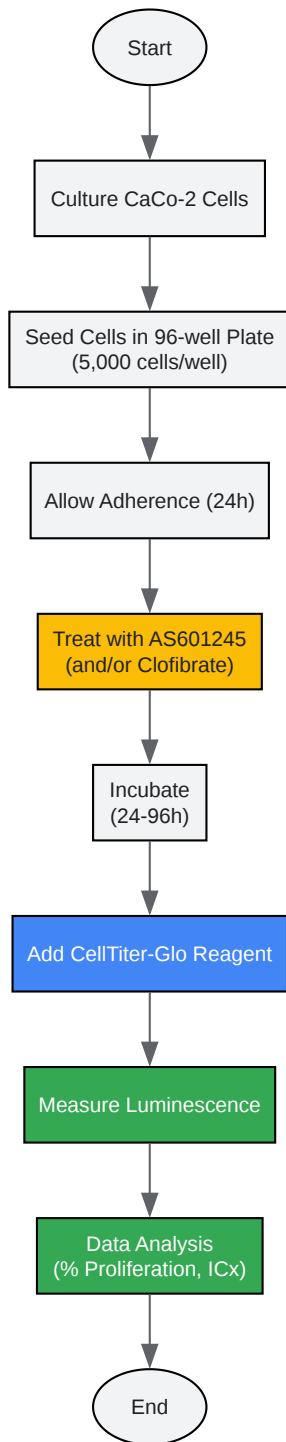 Start
Culture CaCo-2 Cells
Seed Cells in 96-well Plate
(5,000 cells/well)
Allow Adherence (24h)
Treat with AS601245
(and/or Clofibrate)
Incubate
(24-96h)
Add CellTiter-Glo Reagent
Measure Luminescence
Data Analysis
(% Proliferation, ICx)
End